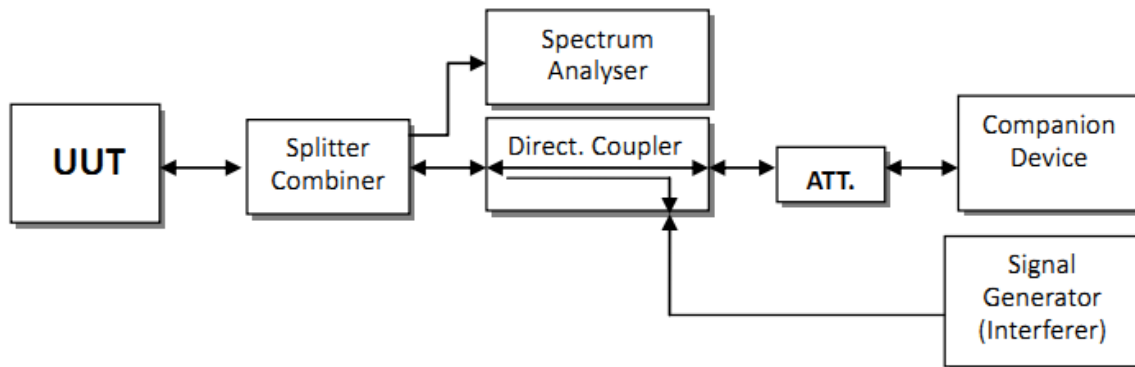 Spectrum
Analyser
UUT
Splitter
Combiner
Direct. Coupler
ATT.
Companion
Device
Signal
Generator
(Interferer)